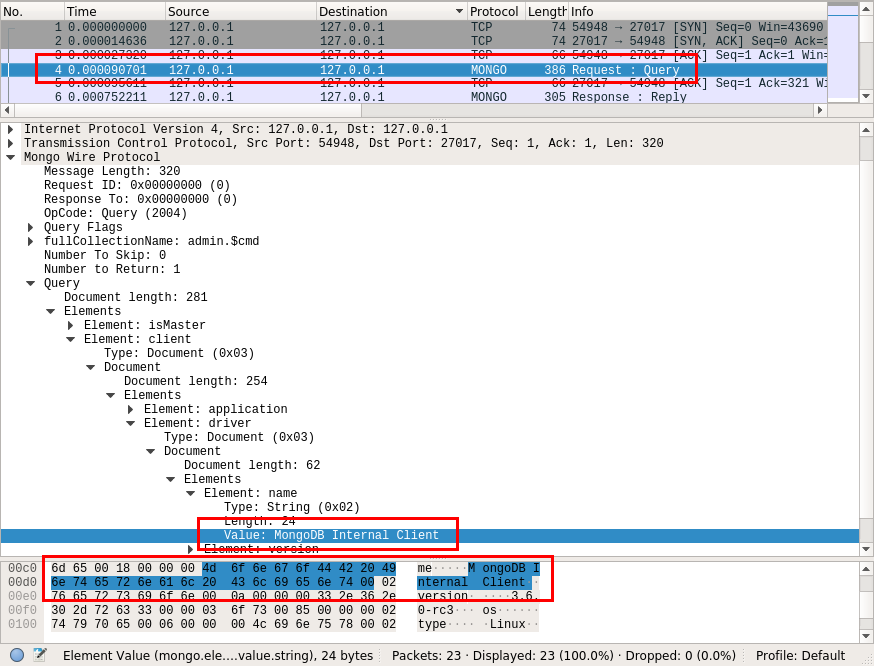 No. Time Source Destination Protocol Length Info
1 0.000000000 127.0.0.1 127.0.0.1 TCP 74 54948 → 27017 [SYN] Seq=0 Win=43690
2 0.000014636 127.0.0.1 127.0.0.1 TCP 74 27017 → 54948 [SYN, ACK] Seq=0 Ack=1
3 0.000027320 127.0.0.1 127.0.0.1 TCP 66 54948 → 27017 [ACK] Seq=1 Ack=1 Win=
4 0.000090701 127.0.0.1 127.0.0.1 MONGO 386 Request : Query
5 127.0.0.1 127.0.0.1 TCP 66 27017 → 54948 [ACK] Seq=1 Ack=321 Wi
6 0.000752211 127.0.0.1 127.0.0.1 MONGO 305 Response : Reply
Internet Protocol Version 4, Src: 127.0.0.1, Dst: 127.0.0.1
Transmission Control Protocol, Src Port: 54948, Dst Port: 27017, Seq: 1, Ack: 1, Len: 320
Mongo Wire Protocol
Message Length: 320
Request ID: 0x00000000 (0)
Response To: 0x00000000 (0)
OpCode: Query (2004)
Query Flags
fullCollectionName: admin.$cmd
Number To Skip: 0
Number to Return: 1
Query
Document length: 281
Elements
Element: isMaster
Element: client
Type: Document (0x03)
Document
Document length: 254
Elements
Element: application
Element: driver
Type: Document (0x03)
Document
Document length: 62
Elements
Element: name
Type: String (0x02)
Length: 24
Value: MongoDB Internal Client
Element: version
00c0 6d 65 00 18 00 00 00 4d 6f 6e 67 6f 44 42 20 49 me·····M ongoDB I
00d0 6e 74 65 72 6e 61 6c 20 43 6c 69 65 6e 74 00 02 nternal Client··
00e0 76 65 72 73 69 6f 6e 00 0a 00 00 00 33 2e 36 2e version· ····3.6.
00f0 30 2d 72 63 33 00 03 6f 73 00 85 00 00 00 02 0-rc3···os······
0100 74 79 70 65 00 06 00 00 00 4c 69 6e 75 78 00 02 type···· ·Linux··
Element Value (mongo.ele....value.string), 24 bytes Packets: 23 · Displayed: 23 (100.0%) · Dropped: 0 (0.0%) Profile: Default